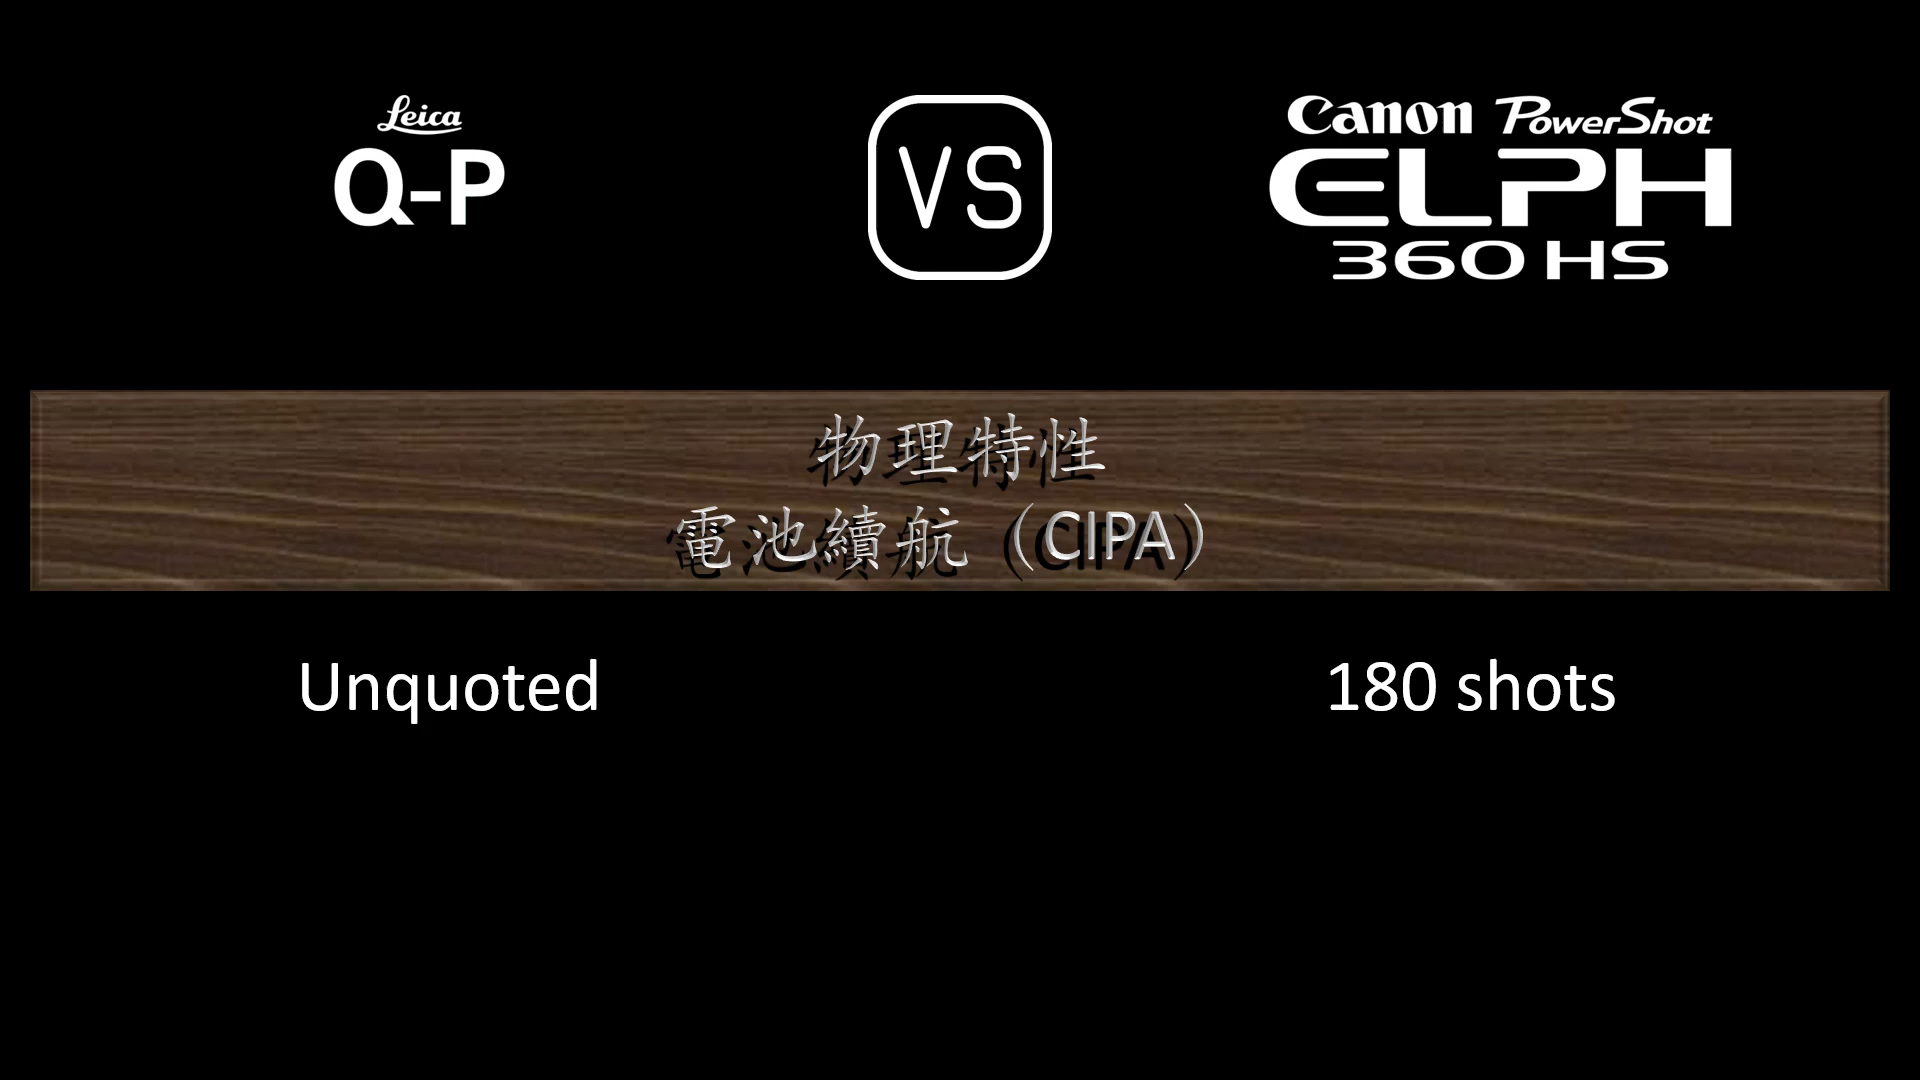 Leica
Q-P
VS
Canon PowerShot
ELPH
360 HS
物理特性
電池續航（CIPA）
Unquoted
180 shots